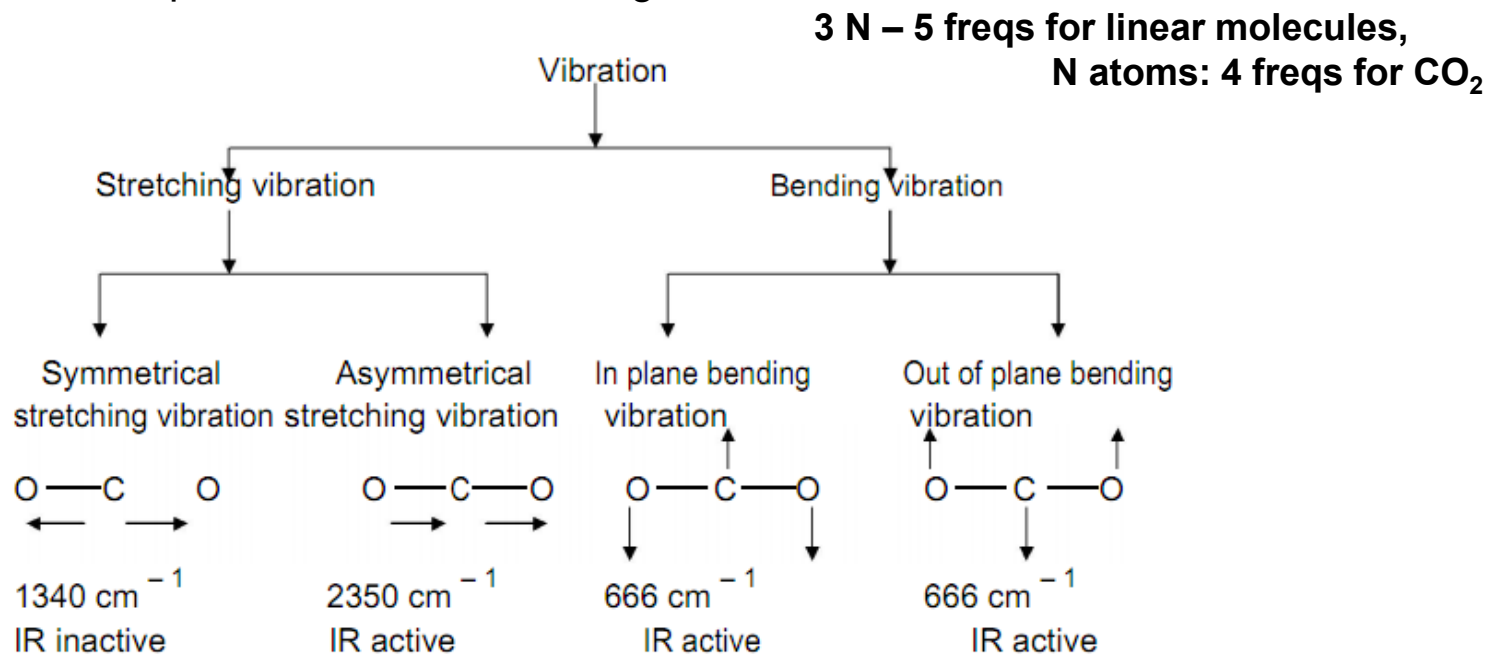 3 N – 5 freqs for linear molecules,
N atoms: 4 freqs for CO₂
Vibration
Stretching vibration
Bending vibration
Symmetrical
stretching vibration
Asymmetrical
stretching vibration
In plane bending
vibration
Out of plane bending
vibration
O — C O
O — C — O
O — C — O
O — C — O
1340 cm⁻¹
IR inactive
2350 cm⁻¹
IR active
666 cm⁻¹
IR active
666 cm⁻¹
IR active